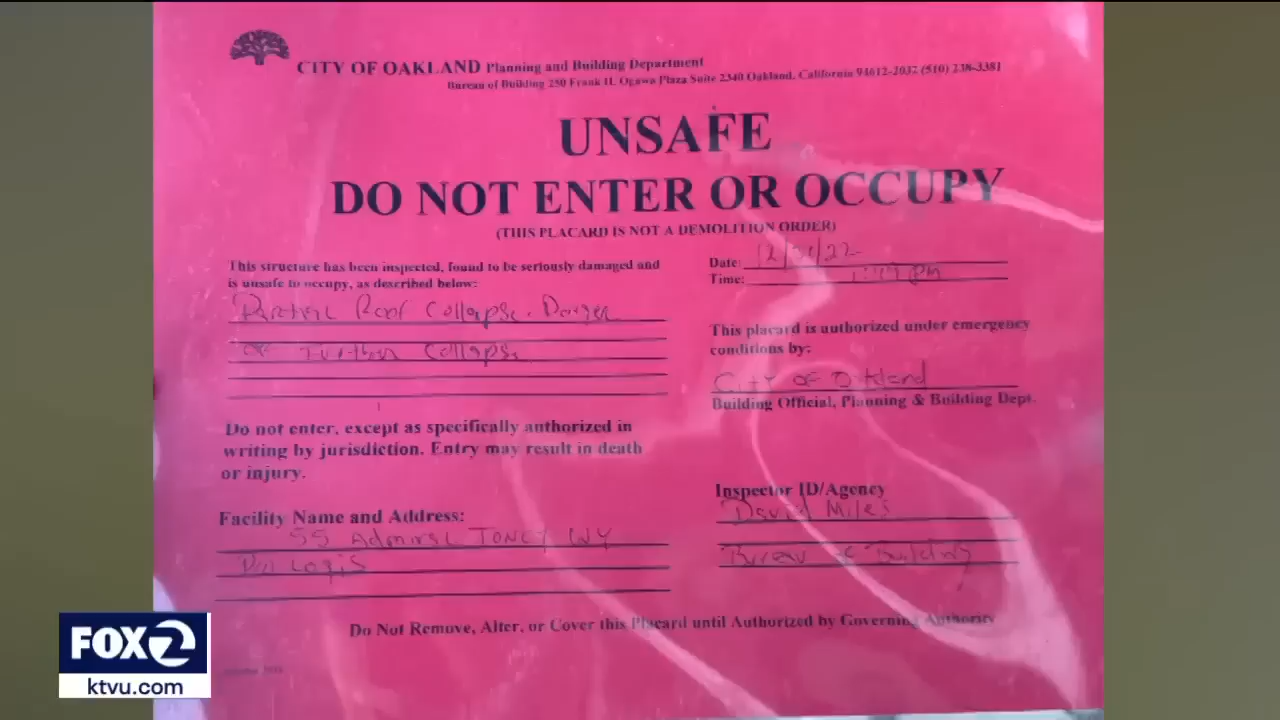 CITY OF OAKLAND Planning and Building Department
Bureau of Building 250 Frank H. Ogawa Plaza Suite 2340 Oakland, California 94612-2032 (510) 238-3381
UNSAFE
DO NOT ENTER OR OCCUPY
(THIS PLACARD IS NOT A DEMOLITION ORDER)
This structure has been inspected, found to be seriously damaged and
is unsafe to occupy, as described below:
Partial Roof Collapse. Danger
of Further Collapse
Date: 12/31/22
Time: PM
This placard is authorized under emergency
conditions by:
City of Oakland
Building Official, Planning & Building Dept.
Do not enter, except as specifically authorized in
writing by jurisdiction. Entry may result in death
or injury.
Facility Name and Address:
55 Admiral Toney Wy
Pro Logis
Inspector ID/Agency
David Miles
Bureau of Building
Do Not Remove, Alter, or Cover this Placard until Authorized by Governing Authority
FOX 2
ktvu.com